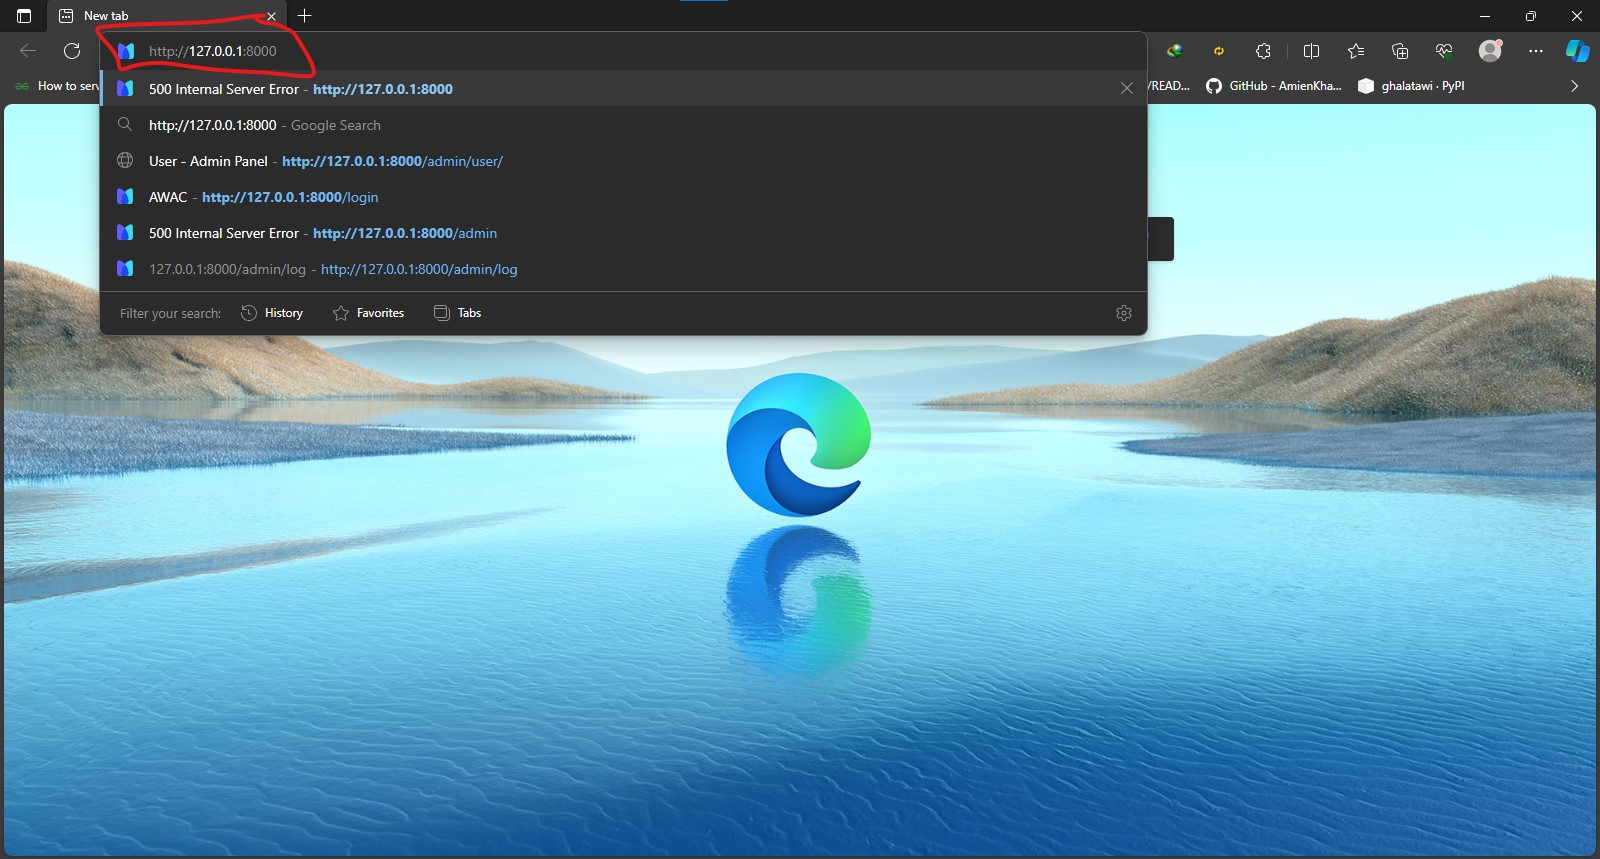 New tab
http://127.0.0.1:8000
How to serv
/READ...
GitHub - AmienKha...
ghalatawi · PyPI
500 Internal Server Error - http://127.0.0.1:8000
http://127.0.0.1:8000 - Google Search
User - Admin Panel - http://127.0.0.1:8000/admin/user/
AWAC - http://127.0.0.1:8000/login
500 Internal Server Error - http://127.0.0.1:8000/admin
127.0.0.1:8000/admin/log - http://127.0.0.1:8000/admin/log
Filter your search:
History
Favorites
Tabs